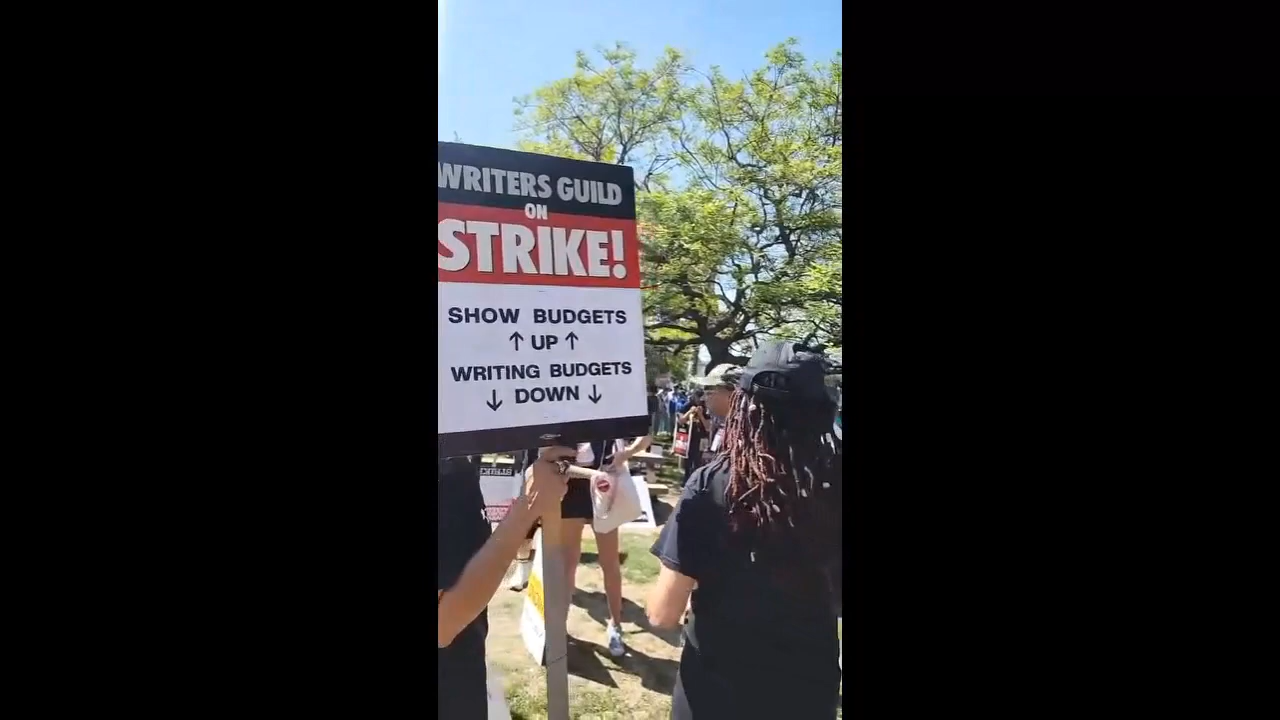 WRITERS GUILD
ON
STRIKE!
SHOW BUDGETS
↑ UP ↑
WRITING BUDGETS
↓ DOWN ↓